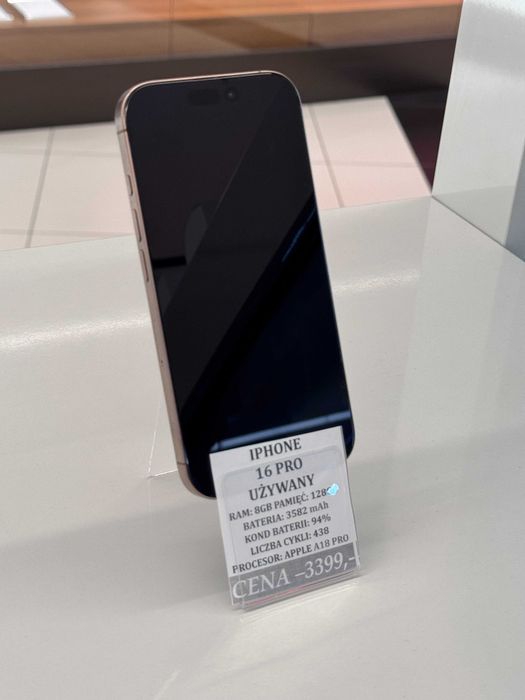 IPHONE
16 PRO
UŻYWANY
RAM: 8GB PAMIĘĆ: 128
BATERIA: 3582 mAh
KOND BATERII: 94%
LICZBA CYKLI: 438
PROCESOR: APPLE A18 PRO
CENA –3399,-